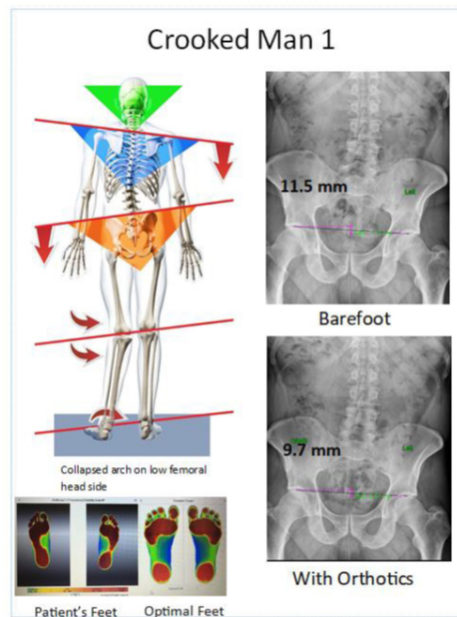 Crooked Man 1
11.5 mm
Barefoot
Collapsed arch on low femoral
head side
9.7 mm
With Orthotics
Patient's Feet
Optimal Feet